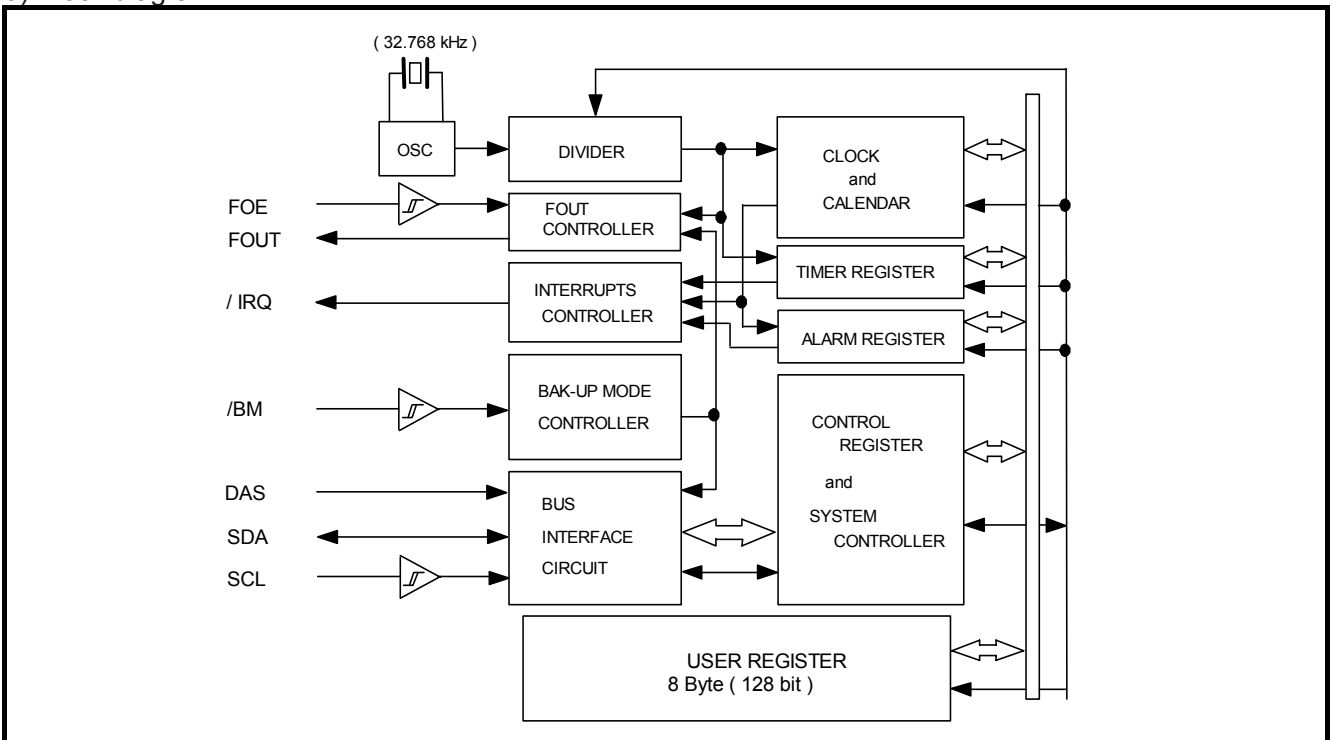 ( 32.768 kHz )
OSC
DIVIDER
CLOCK
and
CALENDAR
FOE
FOUT
FOUT
CONTROLLER
TIMER REGISTER
/ IRQ
INTERRUPTS
CONTROLLER
ALARM REGISTER
/BM
BAK-UP MODE
CONTROLLER
CONTROL
REGISTER
and
SYSTEM
CONTROLLER
DAS
SDA
SCL
BUS
INTERFACE
CIRCUIT
USER REGISTER
8 Byte ( 128 bit )